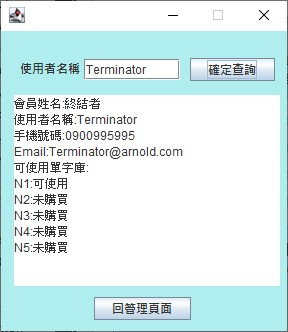 使用者名稱 Terminator 確定查詢
會員姓名:終結者
使用者名稱:Terminator
手機號碼:0900995995
Email:Terminator@arnold.com
可使用單字庫:
N1:可使用
N2:未購買
N3:未購買
N4:未購買
N5:未購買
回管理頁面